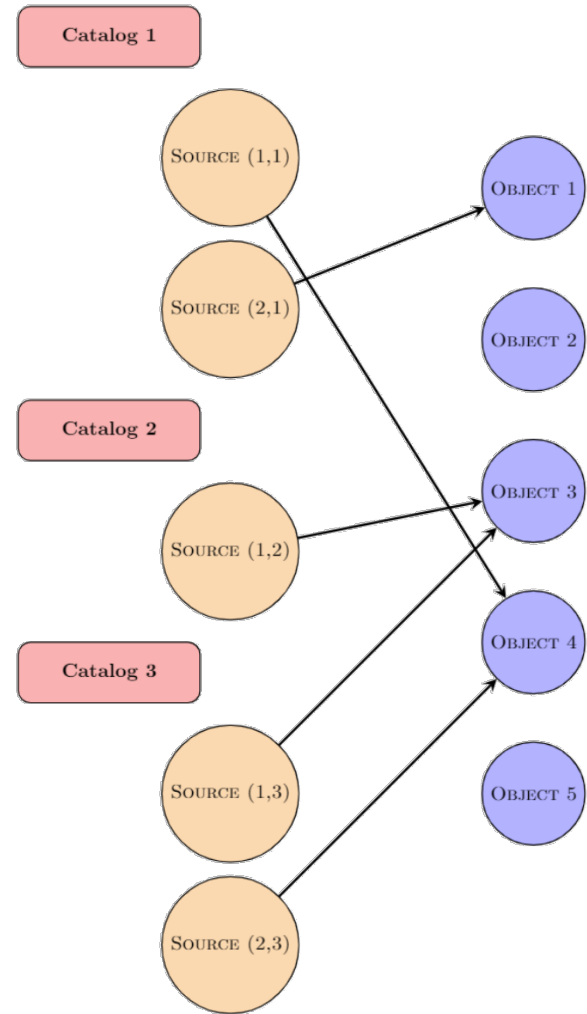 Catalog 1
Source (1,1)
Object 1
Source (2,1)
Object 2
Catalog 2
Object 3
Source (1,2)
Object 4
Catalog 3
Source (1,3)
Object 5
Source (2,3)